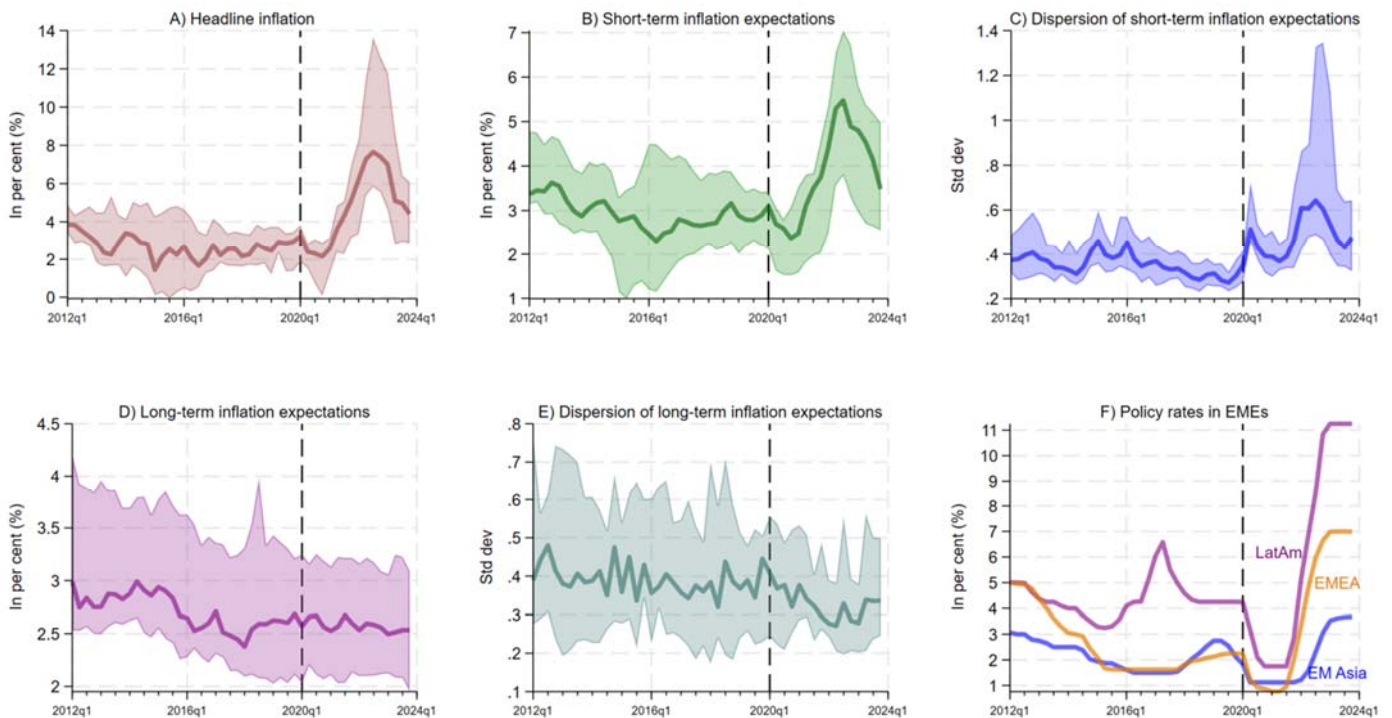 A) Headline inflation
In per cent (%)
14
12
10
8
6
4
2
0
2012q1 2016q1 2020q1 2024q1
B) Short-term inflation expectations
In per cent (%)
7
6
5
4
3
2
1
2012q1 2016q1 2020q1 2024q1
C) Dispersion of short-term inflation expectations
Std dev
1.4
1.2
1
.8
.6
.4
.2
2012q1 2016q1 2020q1 2024q1
D) Long-term inflation expectations
In per cent (%)
4.5
4
3.5
3
2.5
2
2012q1 2016q1 2020q1 2024q1
E) Dispersion of long-term inflation expectations
Std dev
.8
.7
.6
.5
.4
.3
.2
.1
2012q1 2016q1 2020q1 2024q1
F) Policy rates in EMEs
In per cent (%)
11
10
9
8
7
6
5
4
3
2
1
LatAm
EMEA
EM Asia
2012q1 2016q1 2020q1 2024q1